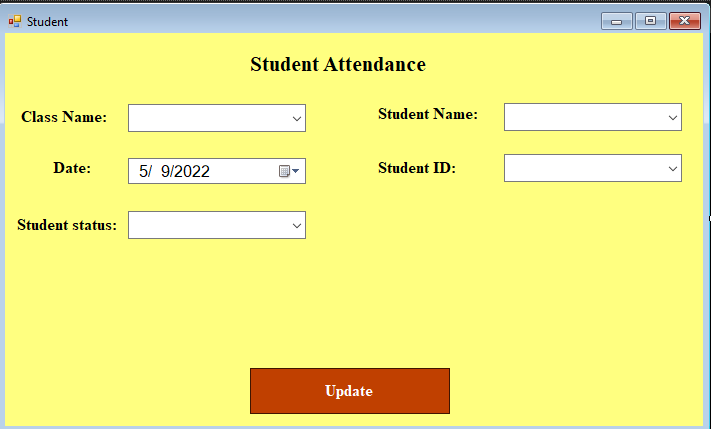 Student
Student Attendance
Class Name:
Student Name:
Date:
5/ 9/2022
Student ID:
Student status:
Update